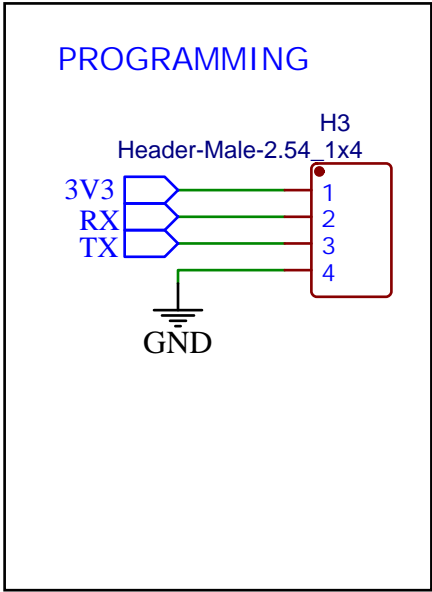 PROGRAMMING
H3
Header-Male-2.54_1x4
3V3 1
RX 2
TX 3
4
GND